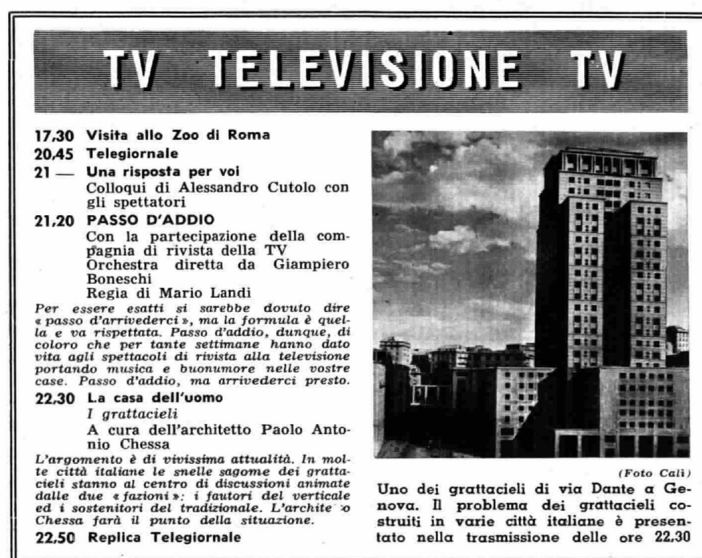 TV TELEVISIONE TV
17,30 Visita allo Zoo di Roma
20,45 Telegiornale
21 — Una risposta per voi
Colloqui di Alessandro Cutolo con
gli spettatori
21,20 PASSO D'ADDIO
Con la partecipazione della com-
pagnia di rivista della TV
Orchestra diretta da Giampiero
Boneschi
Regia di Mario Landi
Per essere esatti si sarebbe dovuto dire
« passo d'arrivederci », ma la formula è quel-
la e va rispettata. Passo d'addio, dunque, di
coloro che per tante settimane hanno dato
vita agli spettacoli di rivista alla televisione
portando musica e buonumore nelle vostre
case. Passo d'addio, ma arrivederci presto.
22,30 La casa dell'uomo
I grattacieli
A cura dell'architetto Paolo Anto-
nio Chessa
L'argomento è di vivissima attualità. In mol-
te città italiane le snelle sagome dei gratta-
cieli stanno al centro di discussioni animate
dalle due « fazioni »: i fautori del verticale
ed i sostenitori del tradizionale. L'archite o
Chessa farà il punto della situazione.
22,50 Replica Telegiornale
(Foto Calì)
Uno dei grattacieli di via Dante a Ge-
nova. Il problema dei grattacieli co-
struiti in varie città italiane è presen-
tato nella trasmissione delle ore 22,30